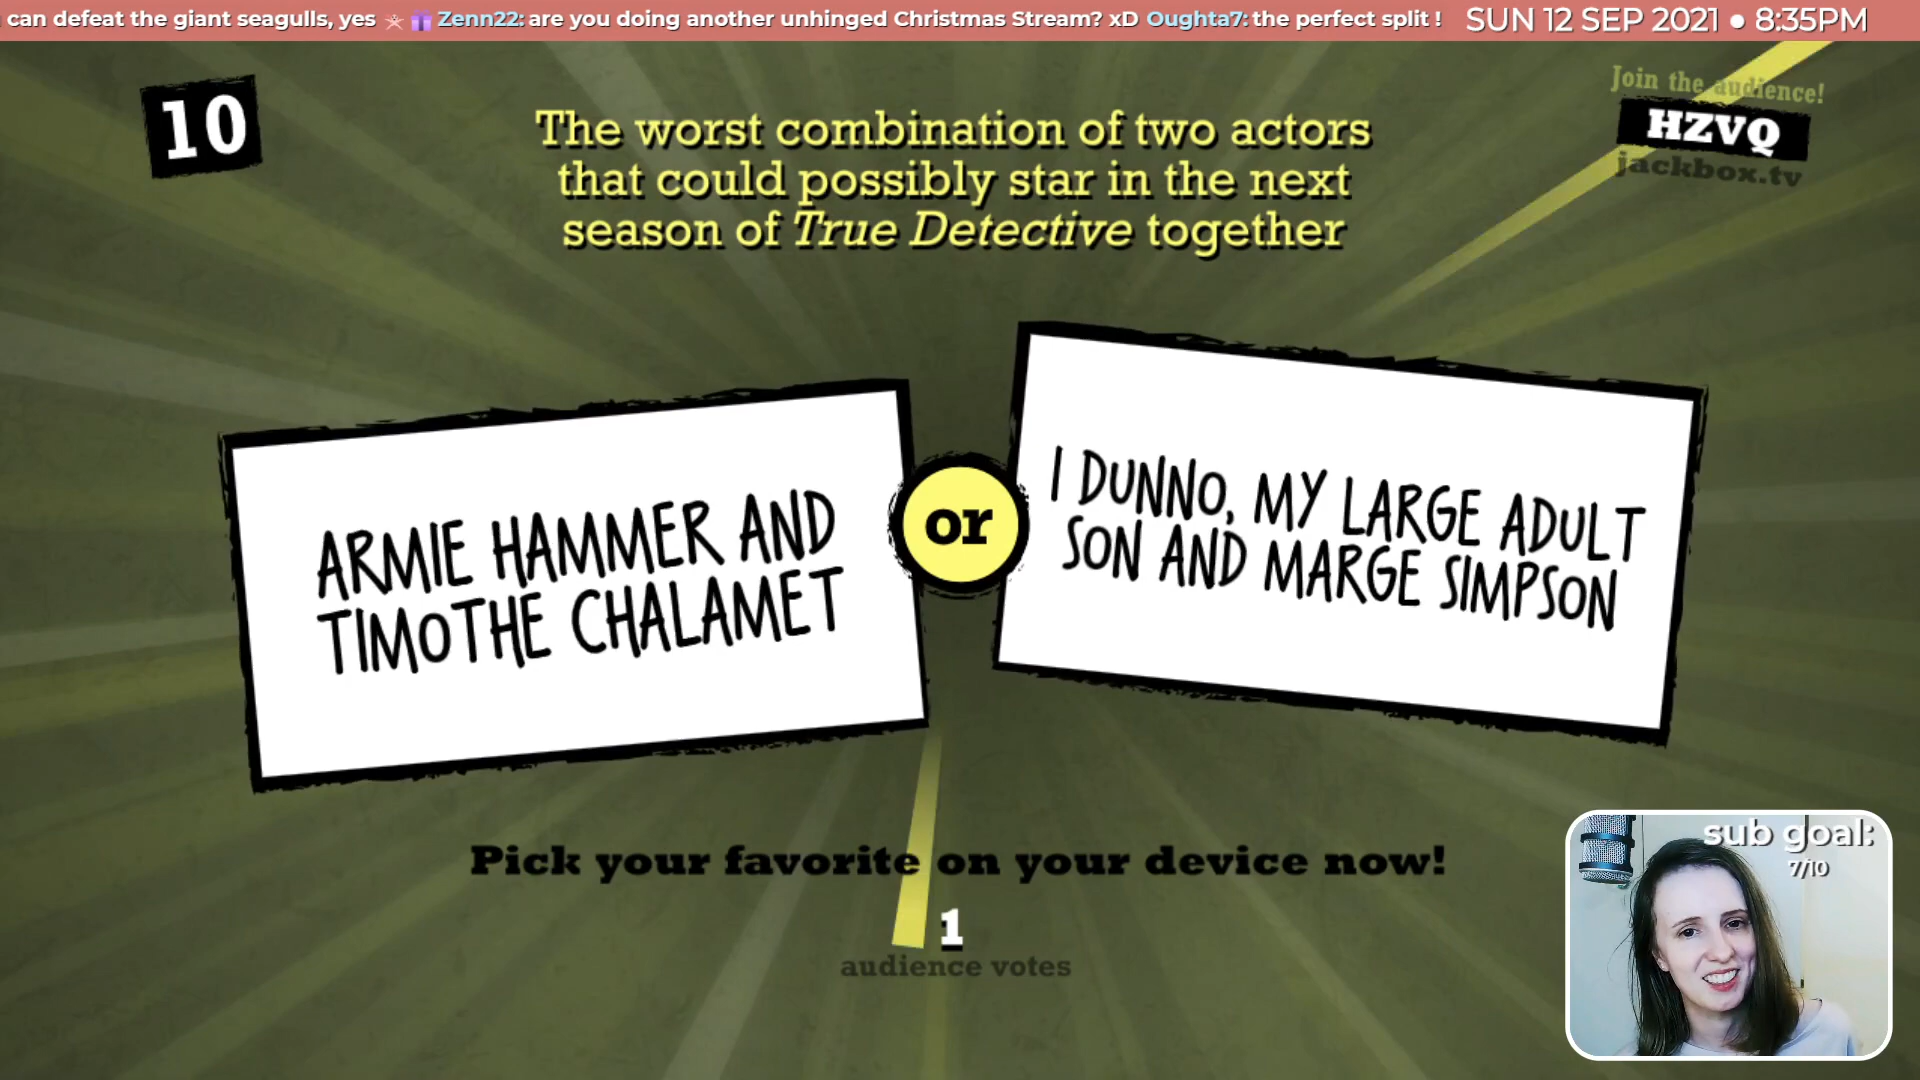 can defeat the giant seagulls, yes Zenn22: are you doing another unhinged Christmas Stream? xD Oughta7: the perfect split ! SUN 12 SEP 2021 ● 8:35PM
10
Join the audience!
HZVQ
jackbox.tv
The worst combination of two actors
that could possibly star in the next
season of True Detective together
ARMIE HAMMER AND
TIMOTHE CHALAMET
or
I DUNNO, MY LARGE ADULT
SON AND MARGE SIMPSON
Pick your favorite on your device now!
1
audience votes
sub goal:
7/10